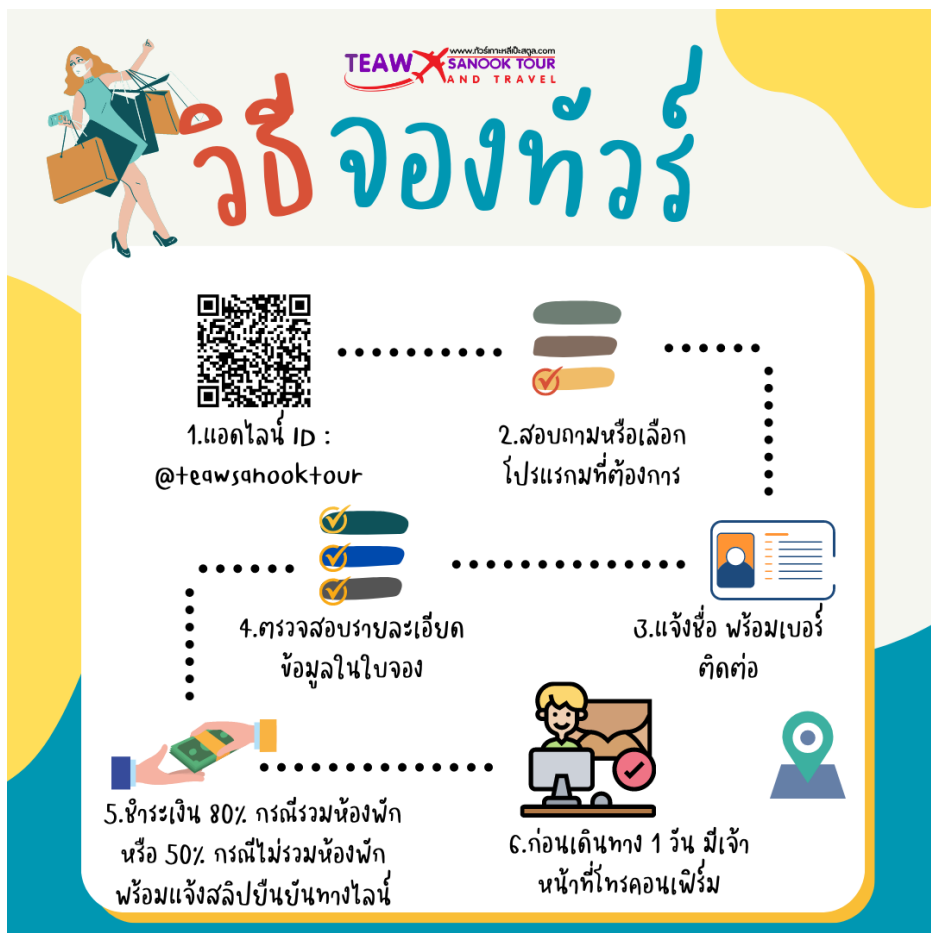 www.ทัวร์เกาะหลีเป๊ะสตูล.com
TEAW SANOOK TOUR
AND TRAVEL
วิธีจองทัวร์
1.แอดไลน์ ID :
@teawsanooktour
2.สอบถามหรือเลือก
โปรแรกมที่ต้องการ
3.แจ้งชื่อ พร้อมเบอร์
ติดต่อ
4.ตรวจสอบรายละเอียด
ข้อมูลในใบจอง
5.ชำระเงิน 80% กรณีรวมห้องพัก
หรือ 50% กรณีไม่รวมห้องพัก
พร้อมแจ้งสลิปยืนยันทางไลน์
6.ก่อนเดินทาง 1 วัน มีเจ้า
หน้าที่โทรคอนเฟิร์ม